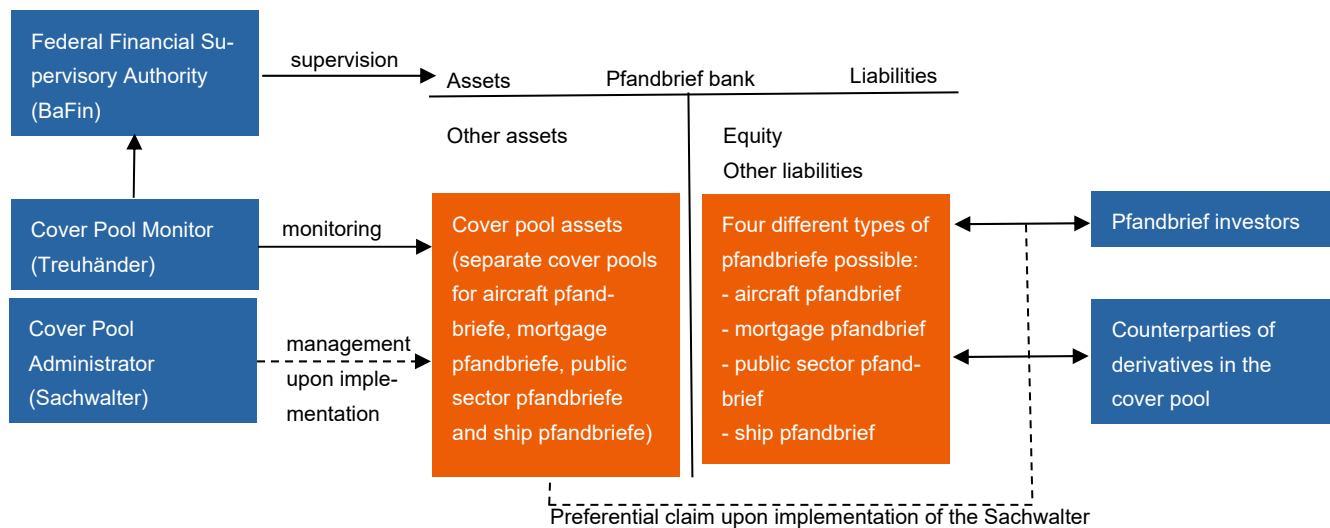 Federal Financial Su-
pervisory Authority
(BaFin)
supervision
Assets
Pfandbrief bank
Liabilities
Other assets
Equity
Other liabilities
Cover Pool Monitor
(Treuhänder)
monitoring
Cover Pool
Administrator
(Sachwalter)
management
upon imple-
mentation
Cover pool assets
(separate cover pools
for aircraft pfand-
briefe, mortgage
pfandbriefe, public
sector pfandbriefe
and ship pfandbriefe)
Four different types of
pfandbriefe possible:
- aircraft pfandbrief
- mortgage pfandbrief
- public sector pfand-
brief
- ship pfandbrief
Pfandbrief investors
Counterparties of
derivatives in the
cover pool
Preferential claim upon implementation of the Sachwalter